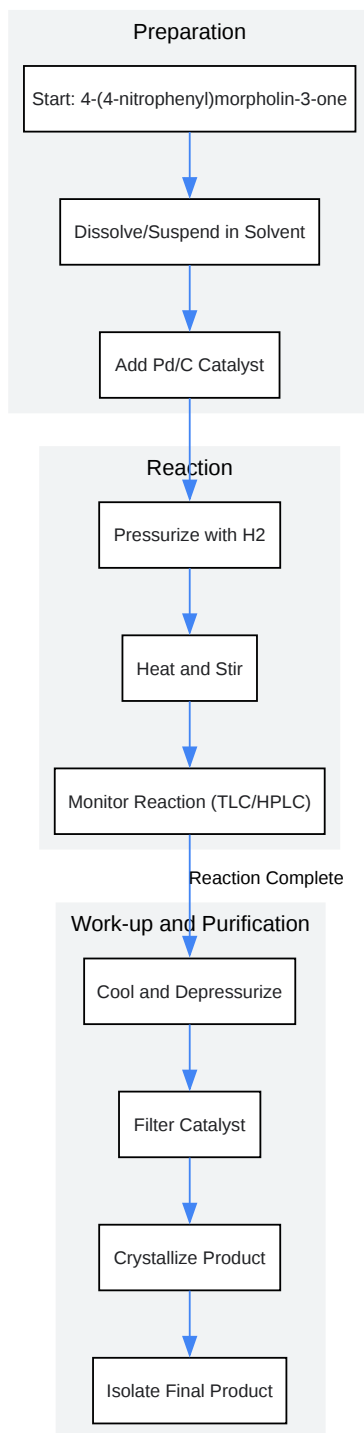 Preparation
Start: 4-(4-nitrophenyl)morpholin-3-one
Dissolve/Suspend in Solvent
Add Pd/C Catalyst
Reaction
Pressurize with H2
Heat and Stir
Monitor Reaction (TLC/HPLC)
Reaction Complete
Work-up and Purification
Cool and Depressurize
Filter Catalyst
Crystallize Product
Isolate Final Product